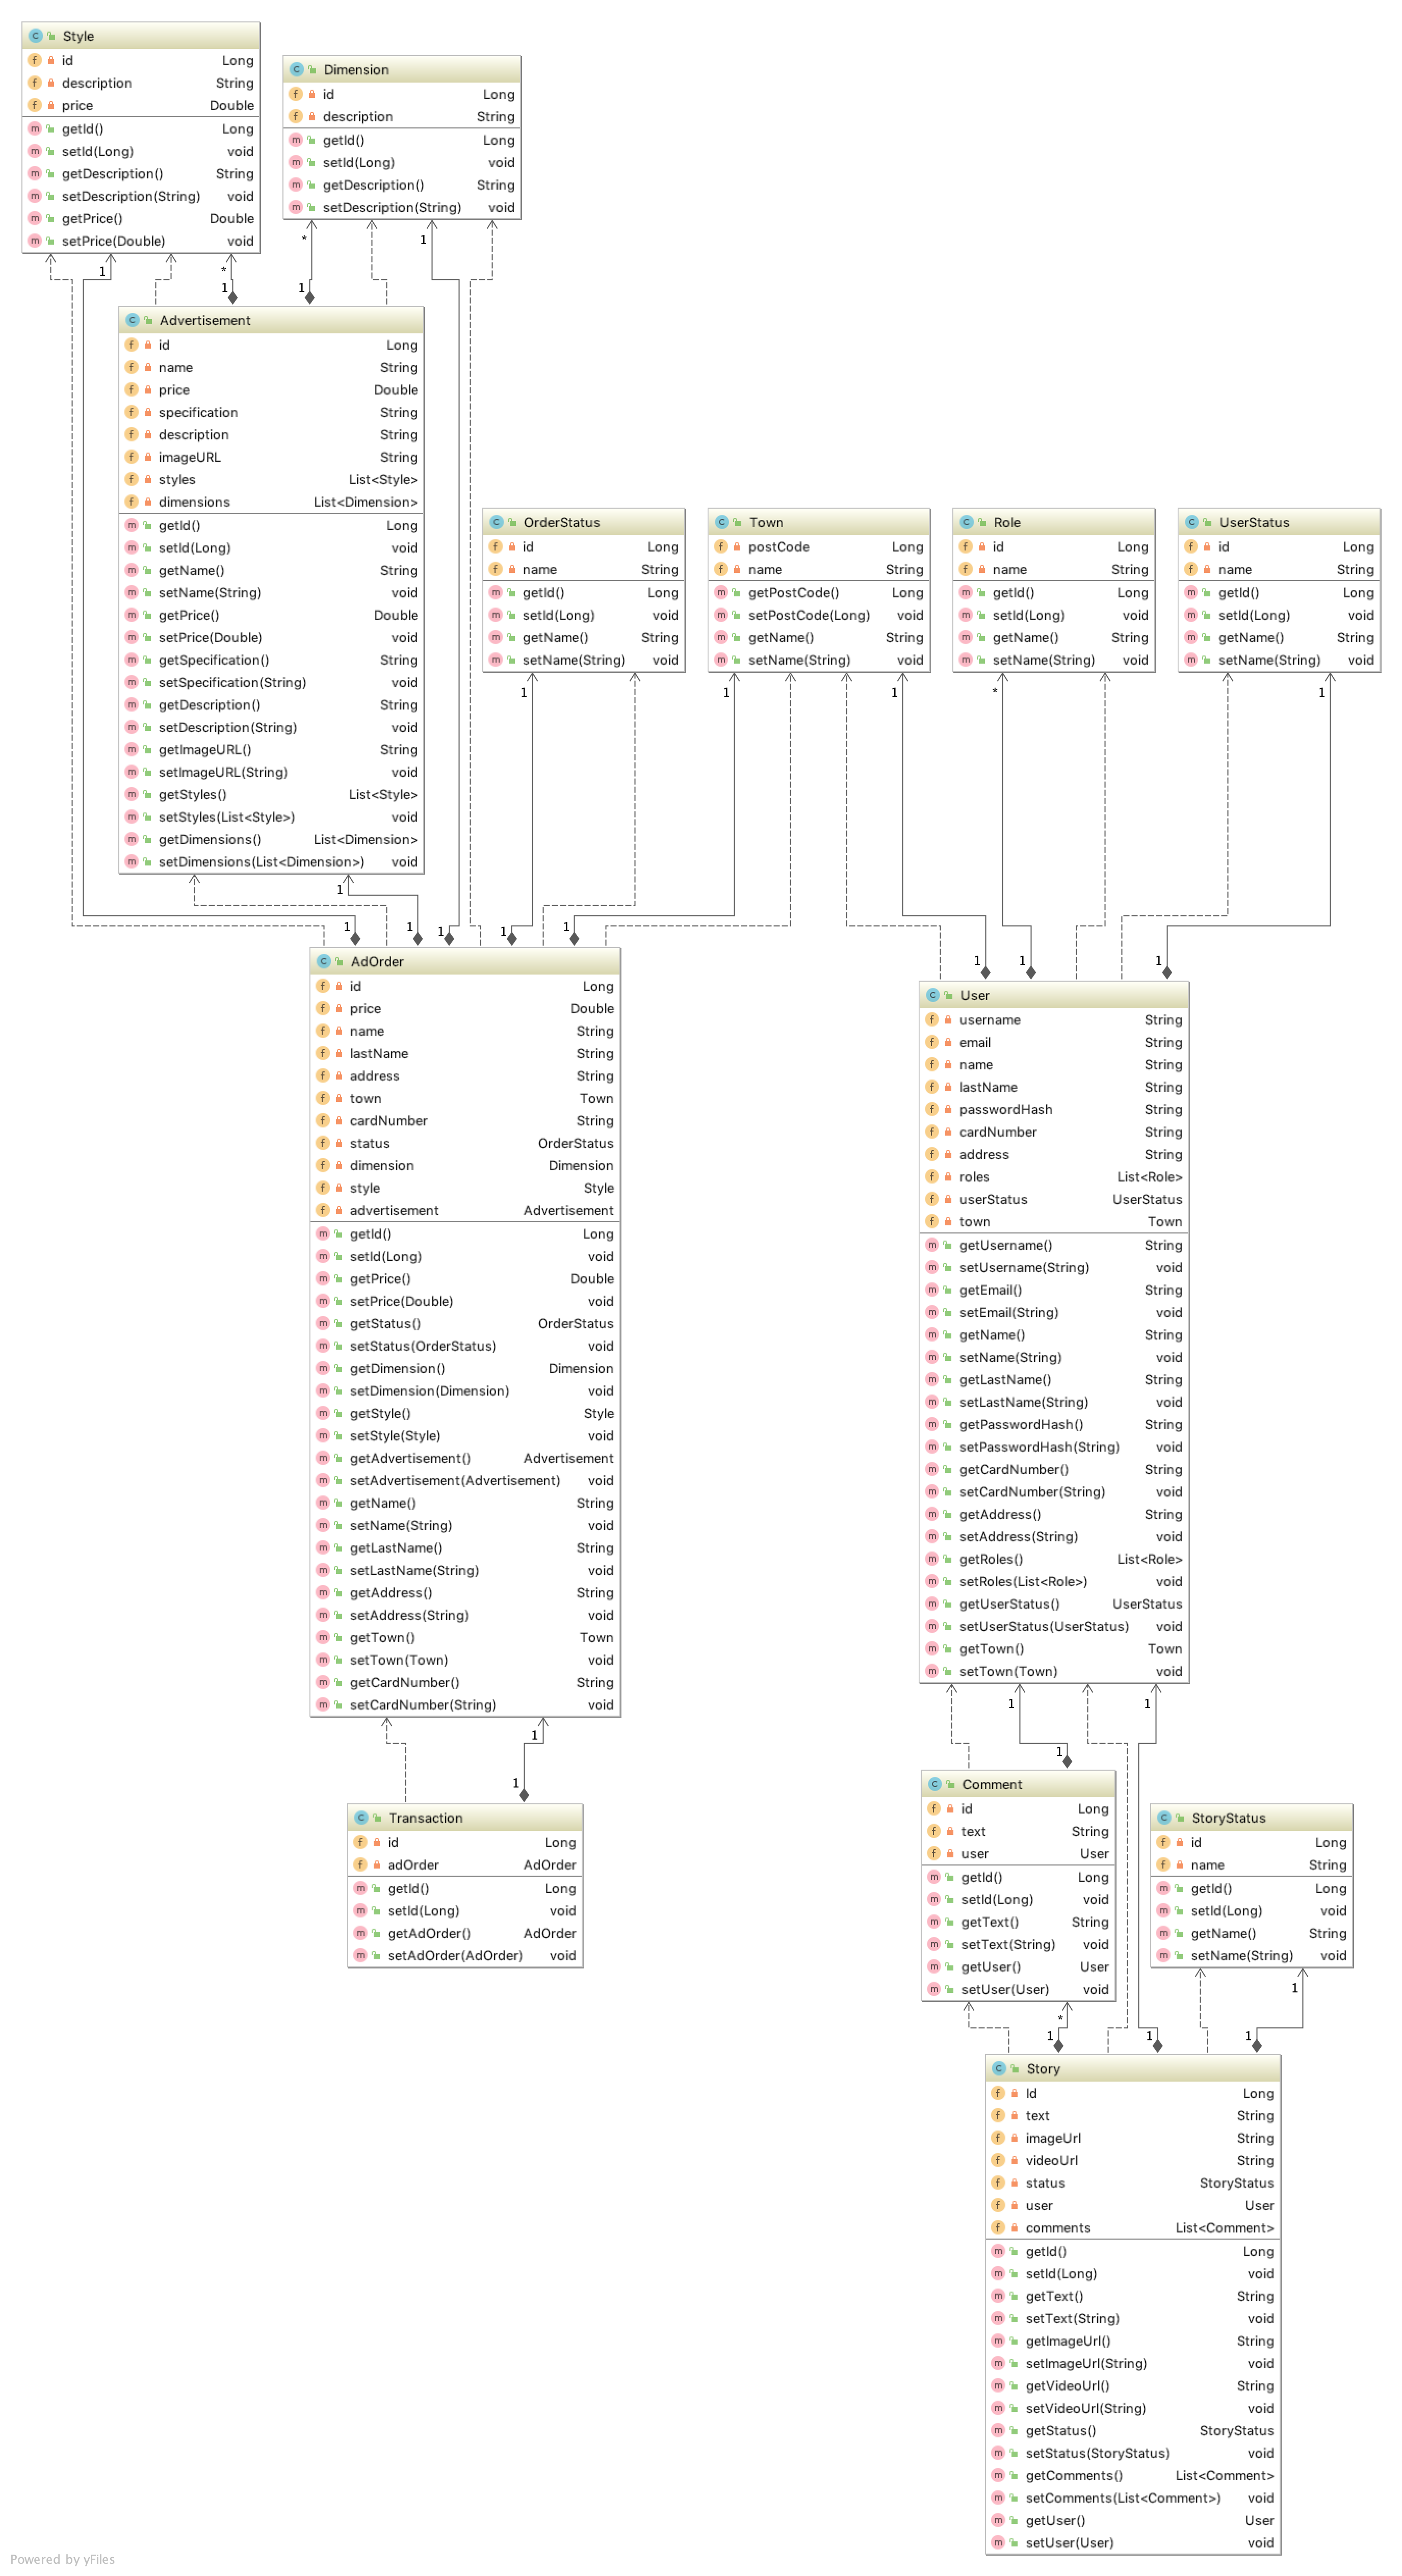 Style
id Long
description String
price Double
getId() Long
setId(Long) void
getDescription() String
setDescription(String) void
getPrice() Double
setPrice(Double) void
Dimension
id Long
description String
getId() Long
setId(Long) void
getDescription() String
setDescription(String) void
1
*
1
*
1
1
Advertisement
id Long
name String
price Double
specification String
description String
imageURL String
styles List<Style>
dimensions List<Dimension>
getId() Long
setId(Long) void
getName() String
setName(String) void
getPrice() Double
setPrice(Double) void
getSpecification() String
setSpecification(String) void
getDescription() String
setDescription(String) void
getImageURL() String
setImageURL(String) void
getStyles() List<Style>
setStyles(List<Style>) void
getDimensions() List<Dimension>
setDimensions(List<Dimension>) void
OrderStatus
id Long
name String
getId() Long
setId(Long) void
getName() String
setName(String) void
Town
postCode Long
name String
getPostCode() Long
setPostCode(Long) void
getName() String
setName(String) void
Role
id Long
name String
getId() Long
setId(Long) void
getName() String
setName(String) void
UserStatus
id Long
name String
getId() Long
setId(Long) void
getName() String
setName(String) void
1
1
1
*
1
1
1
1
1
1
1
AdOrder
id Long
price Double
name String
lastName String
address String
town Town
cardNumber String
status OrderStatus
dimension Dimension
style Style
advertisement Advertisement
getId() Long
setId(Long) void
getPrice() Double
setPrice(Double) void
getStatus() OrderStatus
setStatus(OrderStatus) void
getDimension() Dimension
setDimension(Dimension) void
getStyle() Style
setStyle(Style) void
getAdvertisement() Advertisement
setAdvertisement(Advertisement) void
getName() String
setName(String) void
getLastName() String
setLastName(String) void
getAddress() String
setAddress(String) void
getTown() Town
setTown(Town) void
getCardNumber() String
setCardNumber(String) void
1
1
1
User
username String
email String
name String
lastName String
passwordHash String
cardNumber String
address String
roles List<Role>
userStatus UserStatus
town Town
getUsername() String
setUsername(String) void
getEmail() String
setEmail(String) void
getName() String
setName(String) void
getLastName() String
setLastName(String) void
getPasswordHash() String
setPasswordHash(String) void
getCardNumber() String
setCardNumber(String) void
getAddress() String
setAddress(String) void
getRoles() List<Role>
setRoles(List<Role>) void
getUserStatus() UserStatus
setUserStatus(UserStatus) void
getTown() Town
setTown(Town) void
1
1
Transaction
id Long
adOrder AdOrder
getId() Long
setId(Long) void
getAdOrder() AdOrder
setAdOrder(AdOrder) void
1
1
1
Comment
id Long
text String
user User
getId() Long
setId(Long) void
getText() String
setText(String) void
getUser() User
setUser(User) void
StoryStatus
id Long
name String
getId() Long
setId(Long) void
getName() String
setName(String) void
1
*
1
1
1
Story
Id Long
text String
imageUrl String
videoUrl String
status StoryStatus
user User
comments List<Comment>
getId() Long
setId(Long) void
getText() String
setText(String) void
getImageUrl() String
setImageUrl(String) void
getVideoUrl() String
setVideoUrl(String) void
getStatus() StoryStatus
setStatus(StoryStatus) void
getComments() List<Comment>
setComments(List<Comment>) void
getUser() User
setUser(User) void
Powered by yFiles